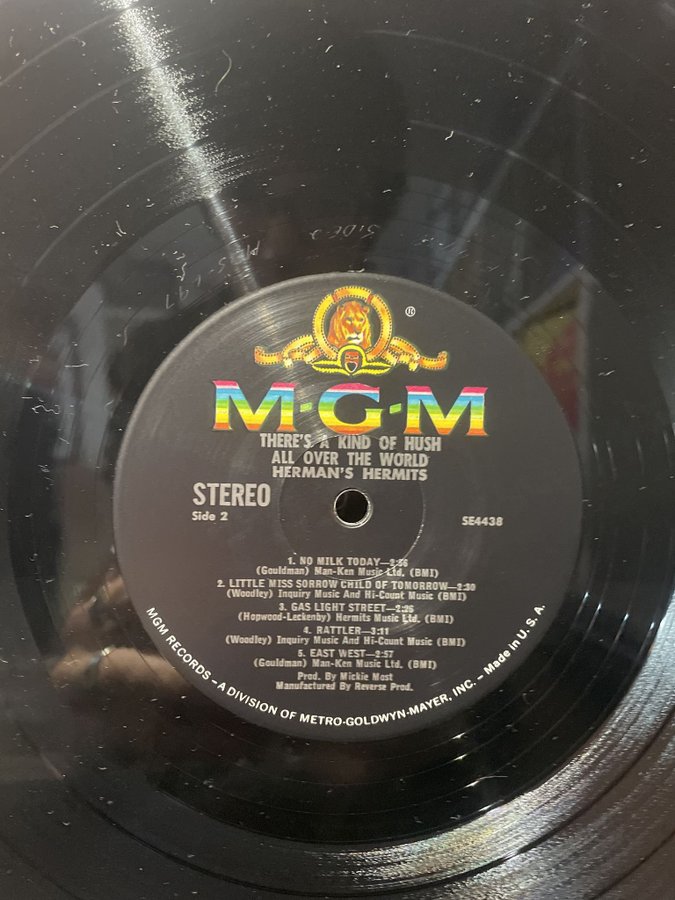 SIDE-2
®
M-G-M
THERE'S A KIND OF HUSH
ALL OVER THE WORLD
HERMAN'S HERMITS
STEREO
Side 2
SE4438
1. NO MILK TODAY—2:56
(Gouldman) Man-Ken Music Ltd. (BMI)
2. LITTLE MISS SORROW CHILD OF TOMORROW—2:30
(Woodley) Inquiry Music And Hi-Count Music (BMI)
3. GAS LIGHT STREET—2:26
(Hopwood-Leckenby) Hermits Music Ltd. (BMI)
4. RATTLER—3:11
(Woodley) Inquiry Music And Hi-Count Music (BMI)
5. EAST WEST—2:57
(Gouldman) Man-Ken Music Ltd. (BMI)
Prod. By Mickie Most
Manufactured By Reverse Prod.
MGM RECORDS – A DIVISION OF METRO-GOLDWYN-MAYER, INC. – Made in U. S. A.